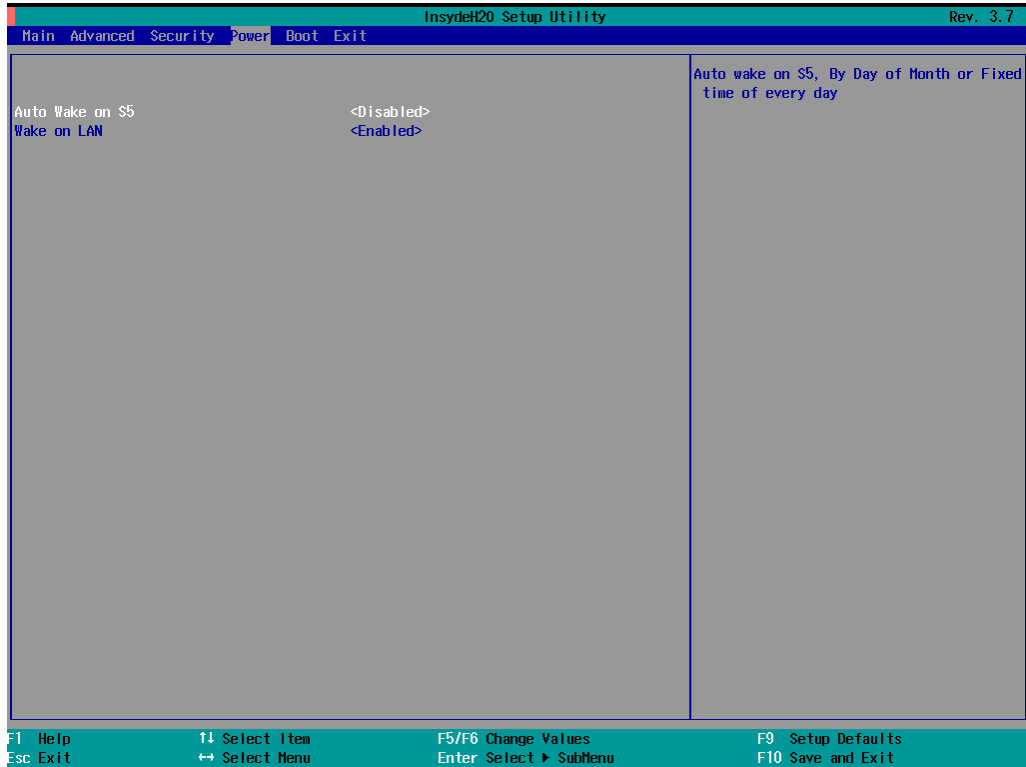 InsydeH20 Setup Utility Rev. 3.7
Main Advanced Security Power Boot Exit
Auto Wake on S5 <Disabled>
Wake on LAN <Enabled>
Auto wake on S5, By Day of Month or Fixed
time of every day
F1 Help ↑↓ Select Item F5/F6 Change Values F9 Setup Defaults
Esc Exit ↔ Select Menu Enter Select ▶ SubMenu F10 Save and Exit